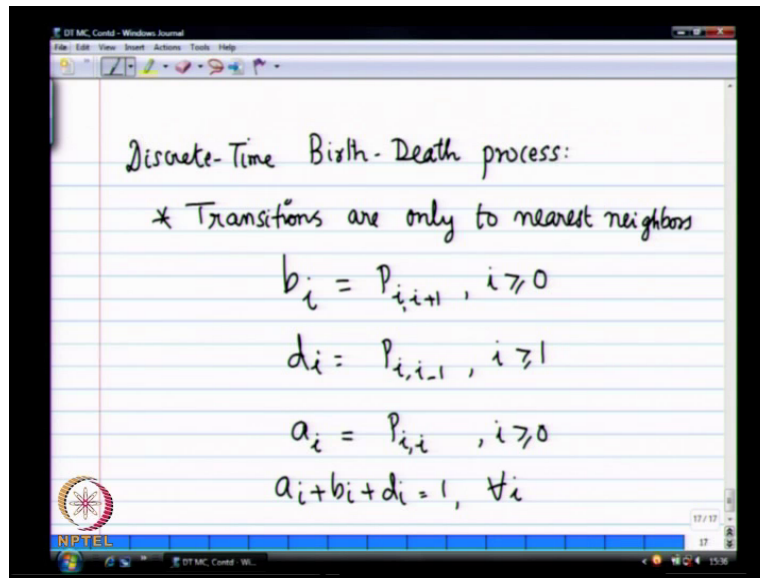 DT MC, Contd - Windows Journal
File Edit View Insert Actions Tools Help
Discrete-Time Birth-Death process:
* Transitions are only to nearest neighbors
b_i = P_{i,i+1} , i ≥ 0
d_i = P_{i,i-1} , i ≥ 1
a_i = P_{i,i} , i ≥ 0
a_i + b_i + d_i = 1, ∀i
NPTEL
17 / 17
17
DT MC, Contd - Wi...
15:36